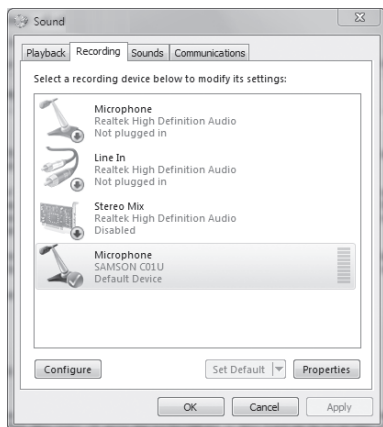 Sound
Playback Recording Sounds Communications
Select a recording device below to modify its settings:
Microphone
Realtek High Definition Audio
Not plugged in
Line In
Realtek High Definition Audio
Not plugged in
Stereo Mix
Realtek High Definition Audio
Disabled
Microphone
SAMSON C01U
Default Device
Configure Set Default Properties
OK Cancel Apply